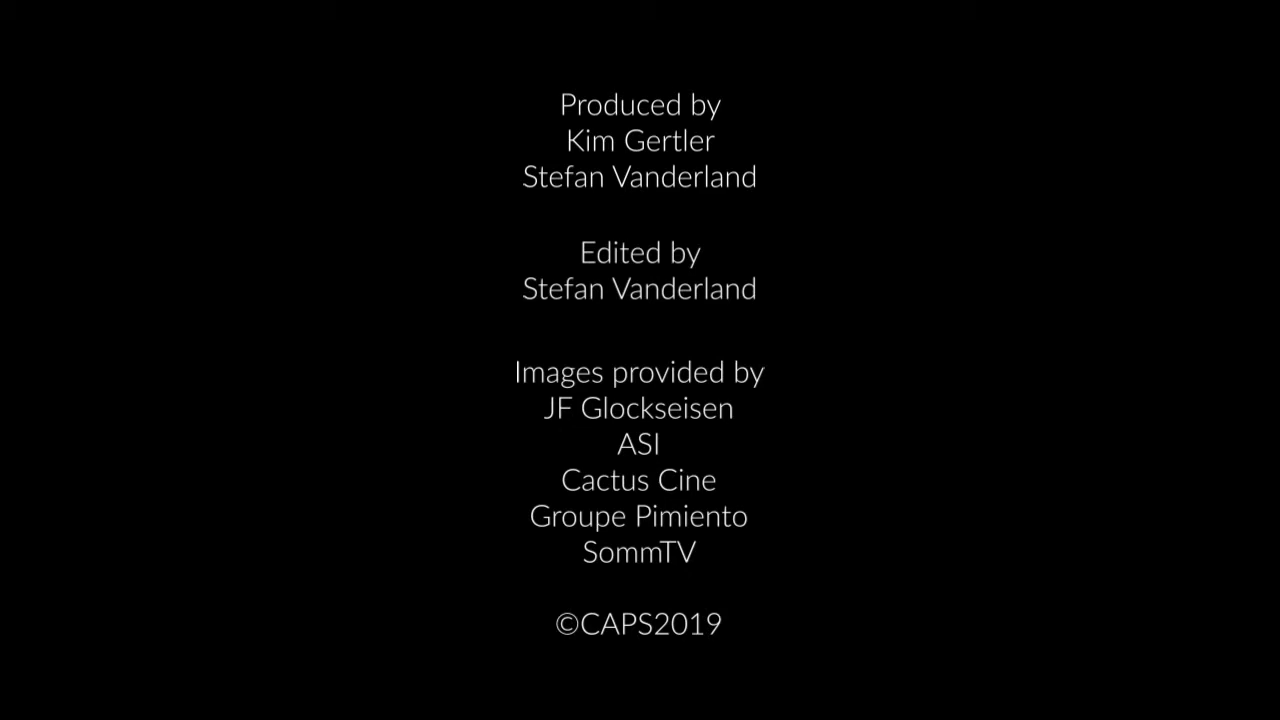 Produced by
Kim Gertler
Stefan Vanderland
Edited by
Stefan Vanderland
Images provided by
JF Glockseisen
ASI
Cactus Cine
Groupe Pimiento
SommTV
©CAPS2019